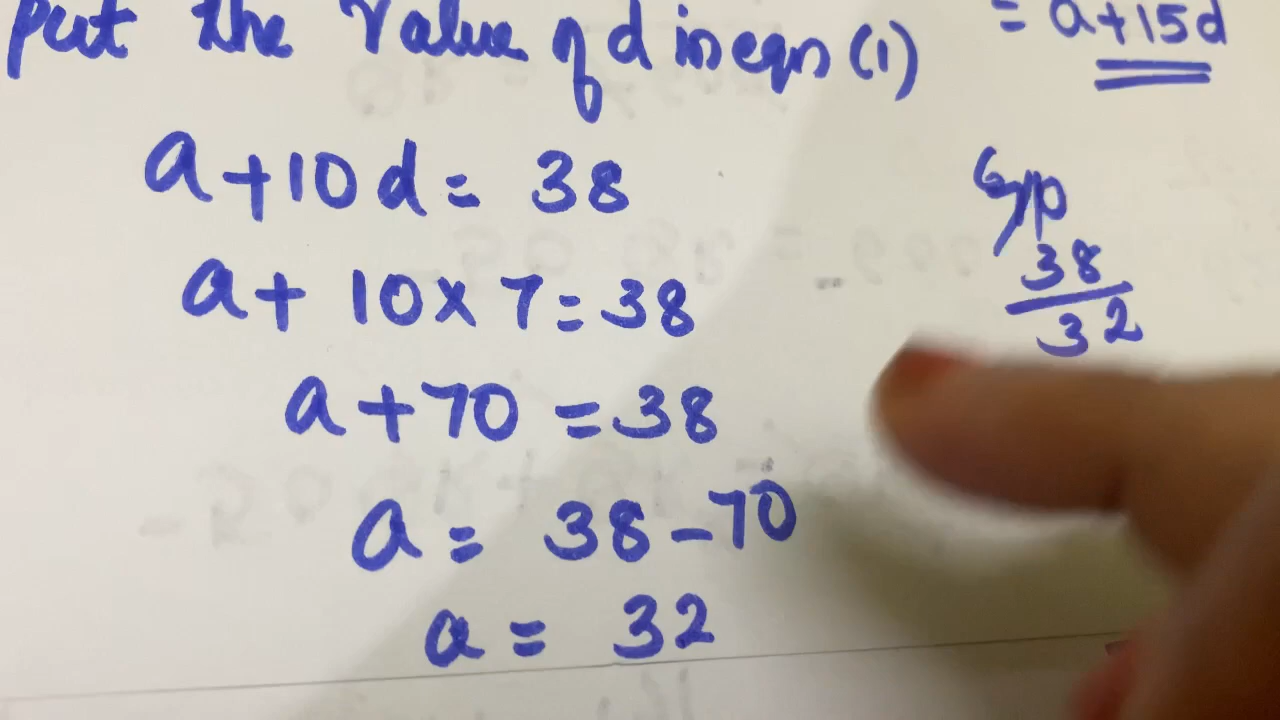 put the Value of d in eqn (1)
= a+15d
a+10d = 38
a+ 10x 7=38
a+70 =38
a = 38-70
a = 32
38
32